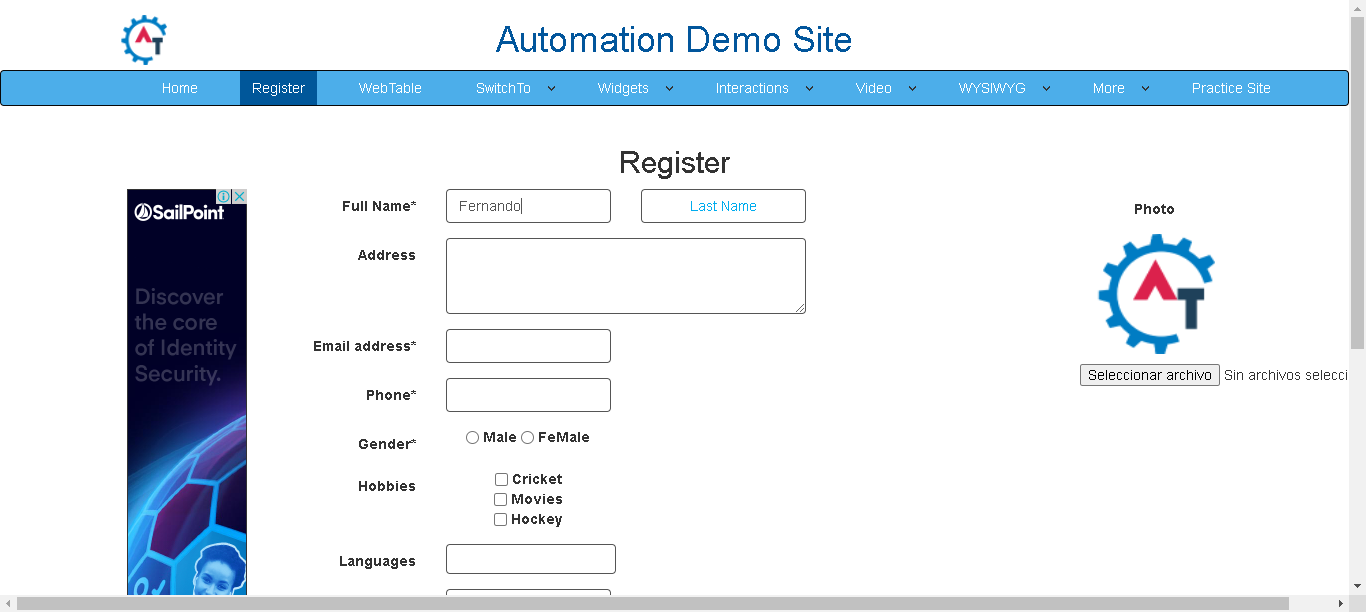 Automation Demo Site
Home Register WebTable SwitchTo Widgets Interactions Video WYSIWYG More Practice Site
Register
SailPoint
Discover
the core
of Identity
Security.
Full Name* Fernando Last Name
Address
Email address*
Phone*
Gender* Male FeMale
Hobbies Cricket
Movies
Hockey
Languages
Photo
AT
Seleccionar archivo Sin archivos selecci